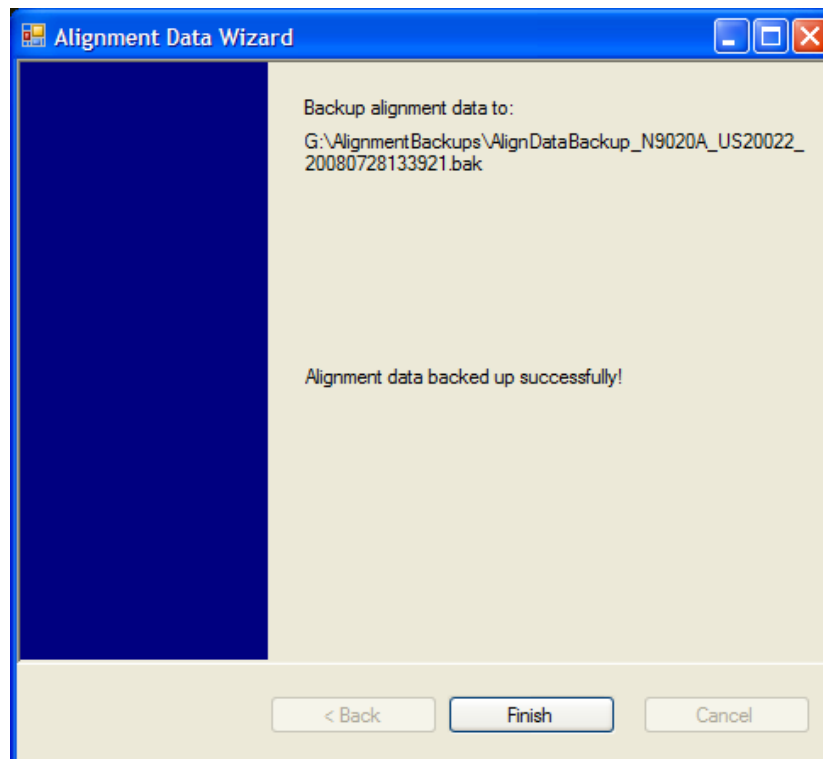 Alignment Data Wizard
Backup alignment data to:
G:\AlignmentBackups\AlignDataBackup_N9020A_US20022_
20080728133921.bak
Alignment data backed up successfully!
< Back
Finish
Cancel